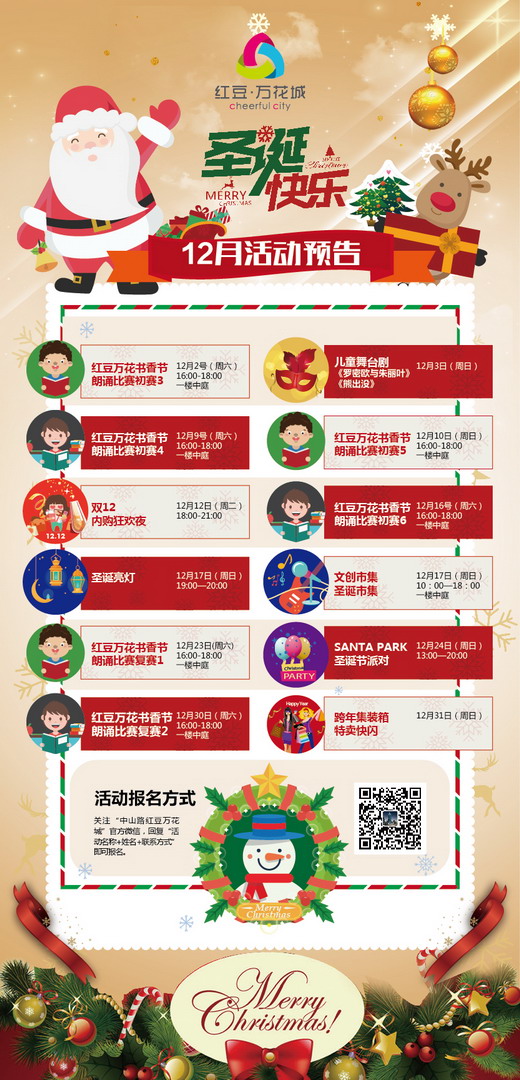 红豆·万花城
cheerful city
圣诞快乐
MERRY
CHRISTMAS
Christmas
12月活动预告
红豆万花书香节
朗诵比赛初赛3
12月2号（周六）
16:00-18:00
一楼中庭
儿童舞台剧
《罗密欧与朱丽叶》
《熊出没》
12月3日（周日）
红豆万花书香节
朗诵比赛初赛4
12月9号（周六）
16:00-18:00
一楼中庭
红豆万花书香节
朗诵比赛初赛5
12月10日（周日）
16:00-18:00
一楼中庭
12.12
双12
内购狂欢夜
12月12日（周二）
18:00-21:00
红豆万花书香节
朗诵比赛初赛6
12月16号（周六）
16:00-18:00
一楼中庭
圣诞亮灯
12月17日（周日）
19:00—20:00
文创市集
圣诞市集
12月17日（周日）
10：00—18：00
一楼中庭
红豆万花书香节
朗诵比赛复赛1
12月23日(周六)
16:00-18:00
一楼中庭
Christmas
PARTY
SANTA PARK
圣诞节派对
12月24日（周日）
13:00—20:00
红豆万花书香节
朗诵比赛复赛2
12月30日（周六）
16:00-18:00
一楼中庭
Happy Year
跨年集装箱
特卖快闪
12月31日（周日）
活动报名方式
关注“中山路红豆万花
城”官方微信，回复“活
动名称+姓名+联系方式”
即可报名。
Merry
Christmas
Merry
Christmas!